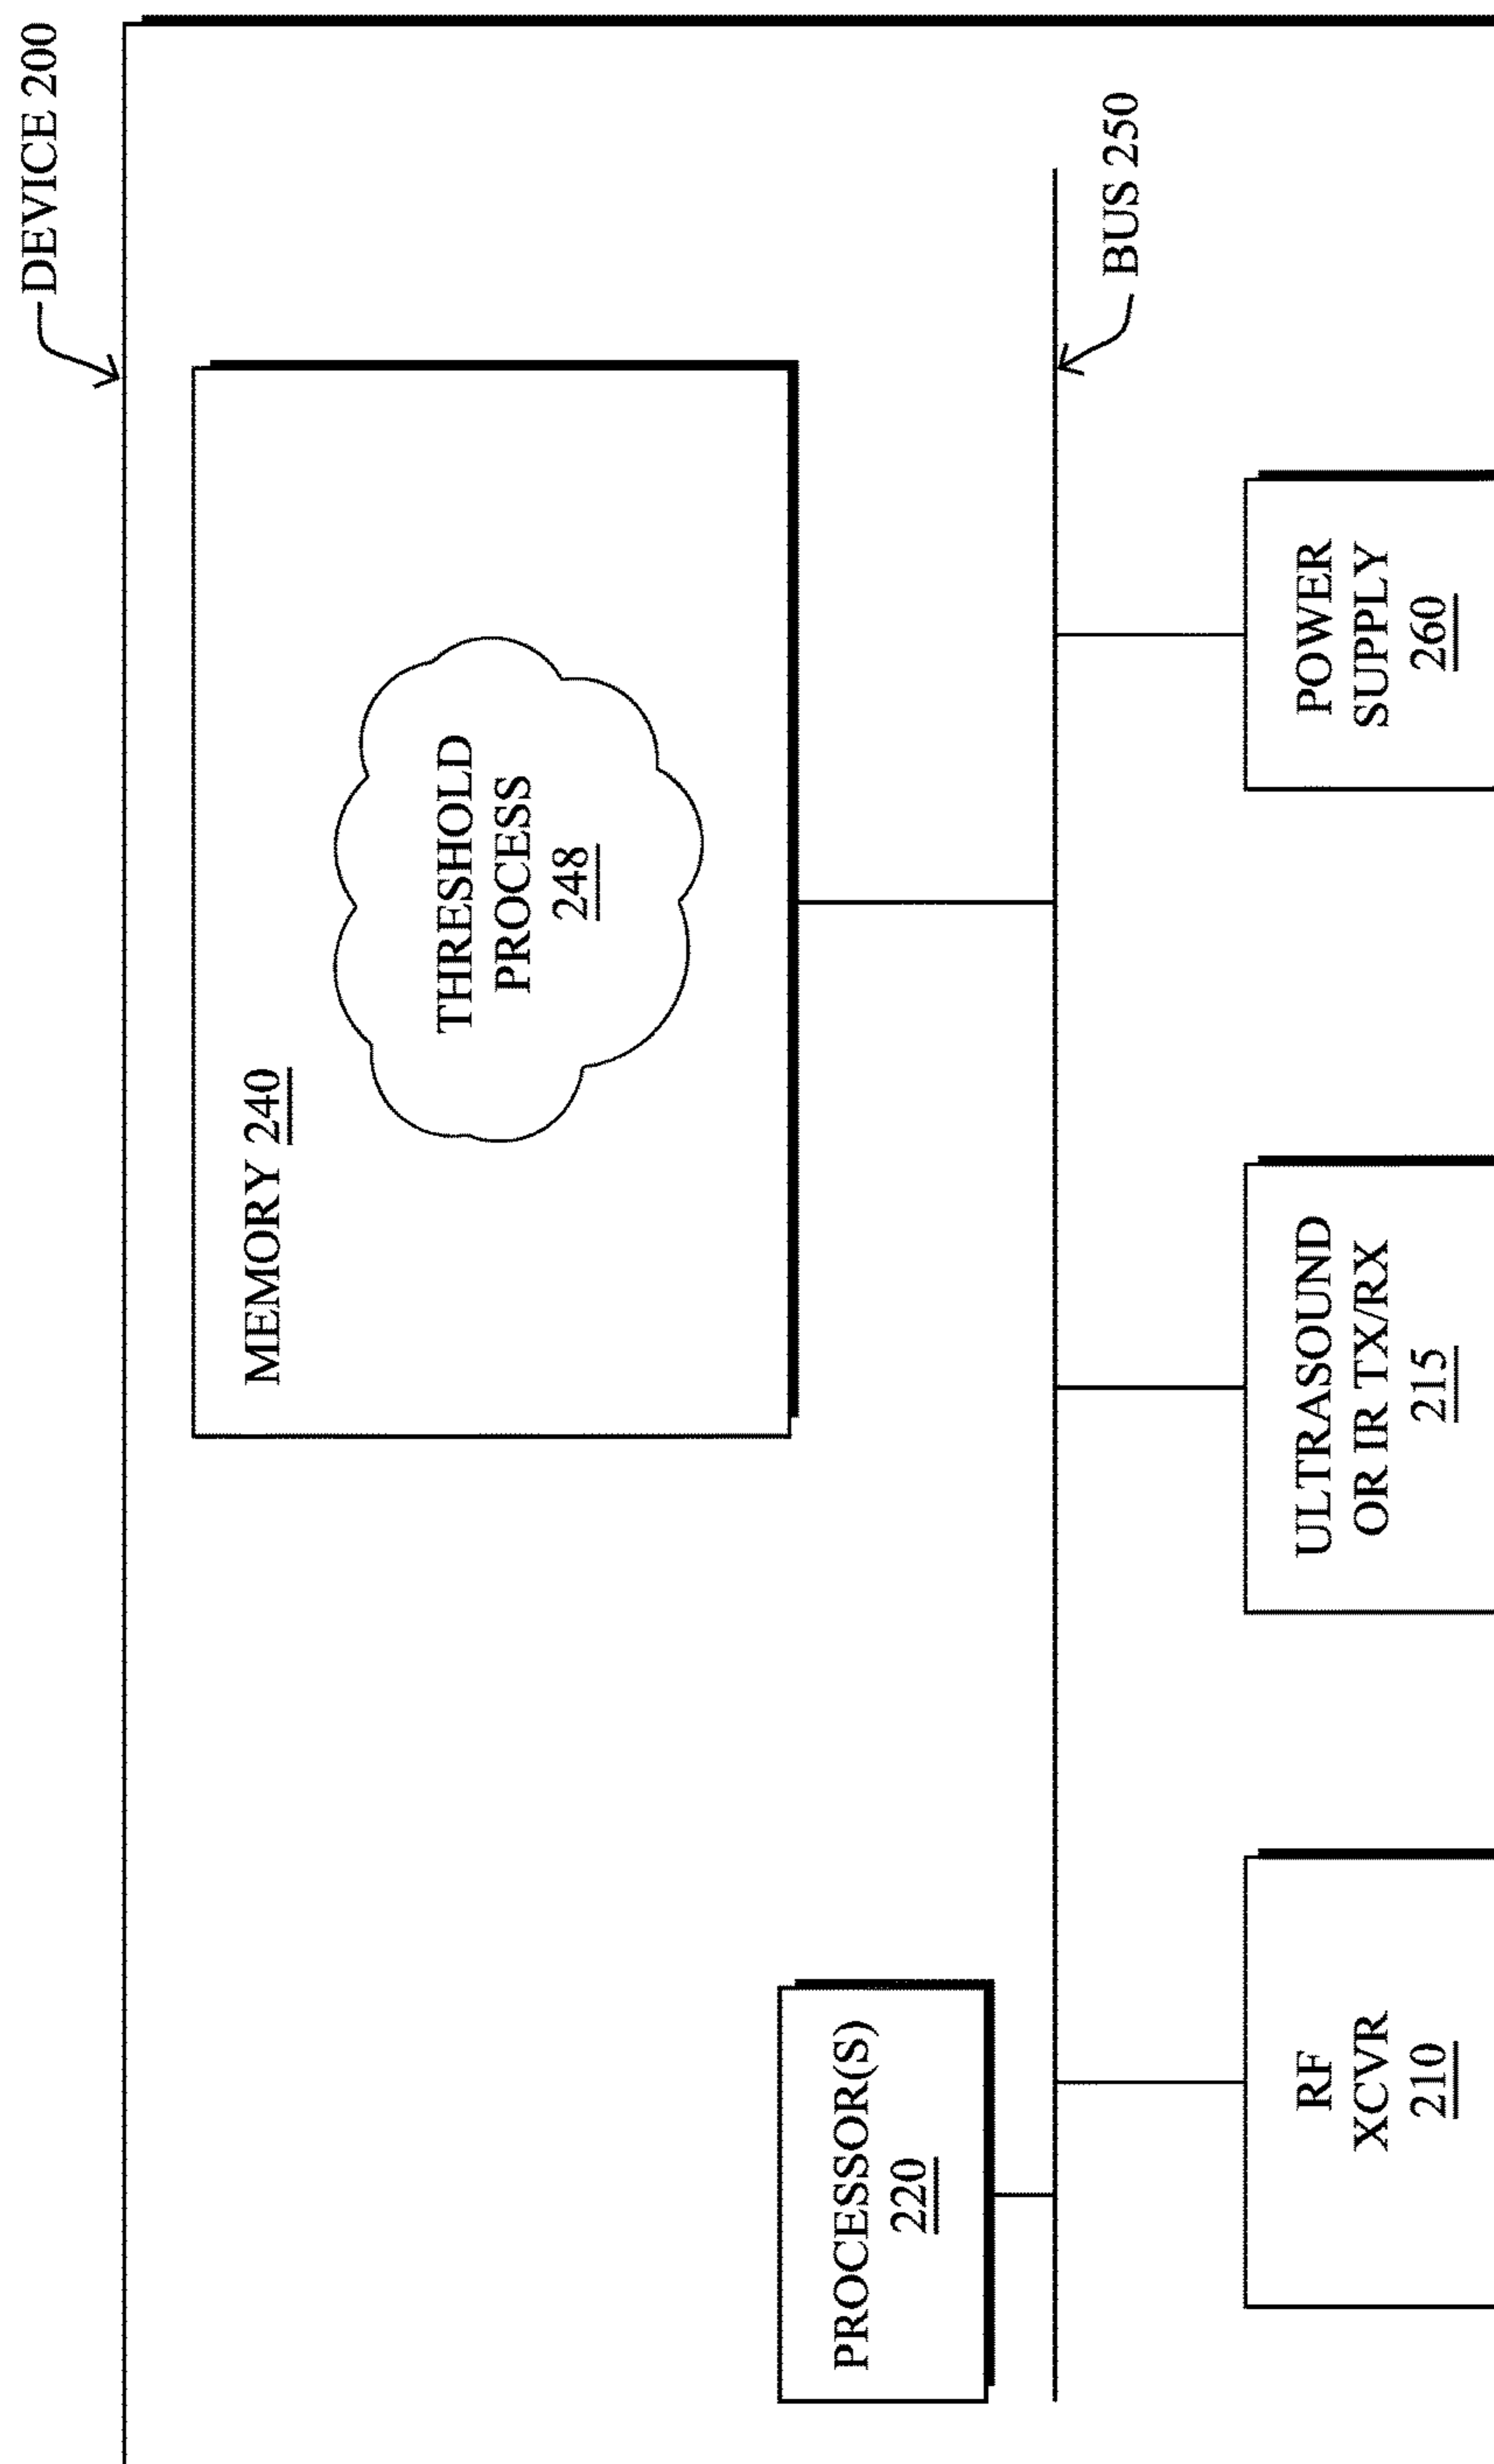 DEVICE 200
MEMORY 240
THRESHOLD
PROCESS
248
PROCESSOR(S)
220
BUS 250
RF
XCVR
210
ULTRASOUND
OR IR TX/RX
215
POWER
SUPPLY
260